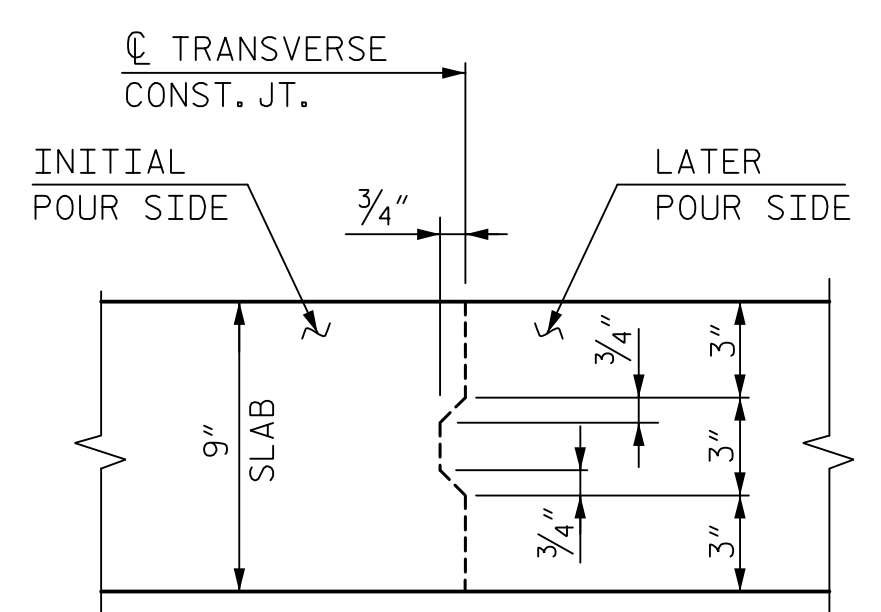 ℄ TRANSVERSE
CONST. JT.
INITIAL
POUR SIDE
LATER
POUR SIDE
3/4"
3/4"
3"
9"
SLAB
3"
3/4"
3"